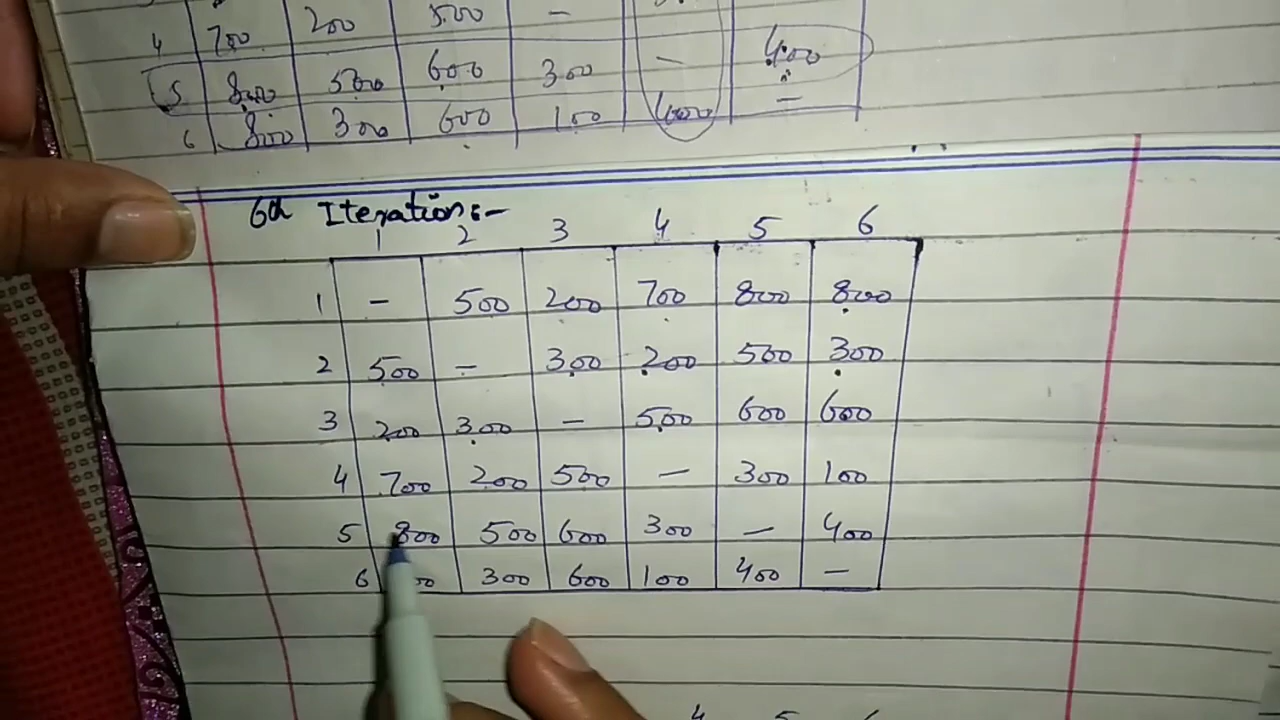 4 700 200 500 -
5 800 500 600 300 - 400
6 800 300 600 100 400 -
6th Iteration:-
1 2 3 4 5 6
1 - 500 200 700 800 800
2 500 - 300 200 500 300
3 200 300 - 500 600 600
4 700 200 500 - 300 100
5 800 500 600 300 - 400
6 300 600 100 400 -
4 5 6